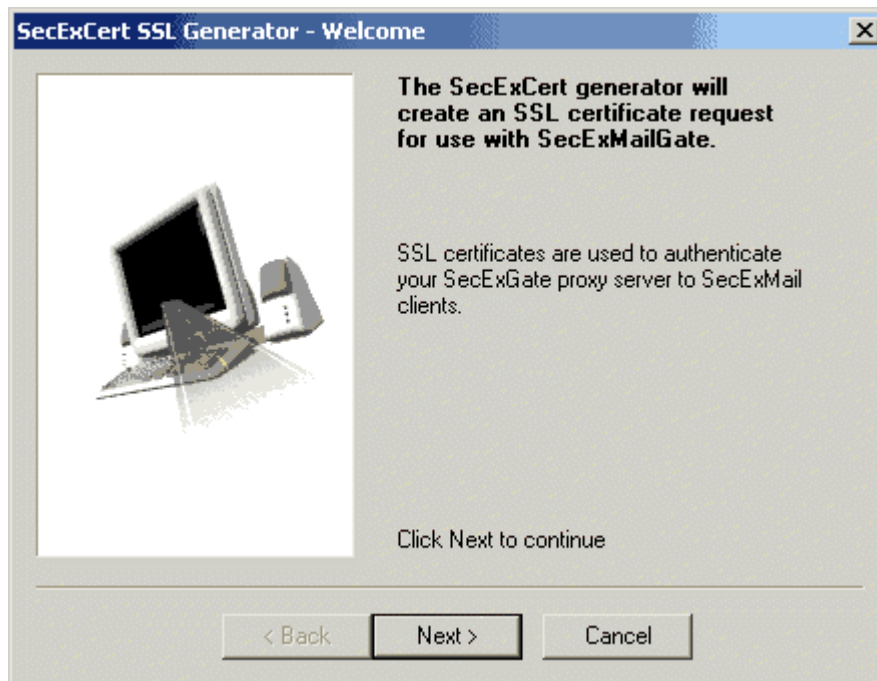 SecExCert SSL Generator - Welcome
The SecExCert generator will
create an SSL certificate request
for use with SecExMailGate.
SSL certificates are used to authenticate
your SecExGate proxy server to SecExMail
clients.
Click Next to continue
< Back
Next >
Cancel